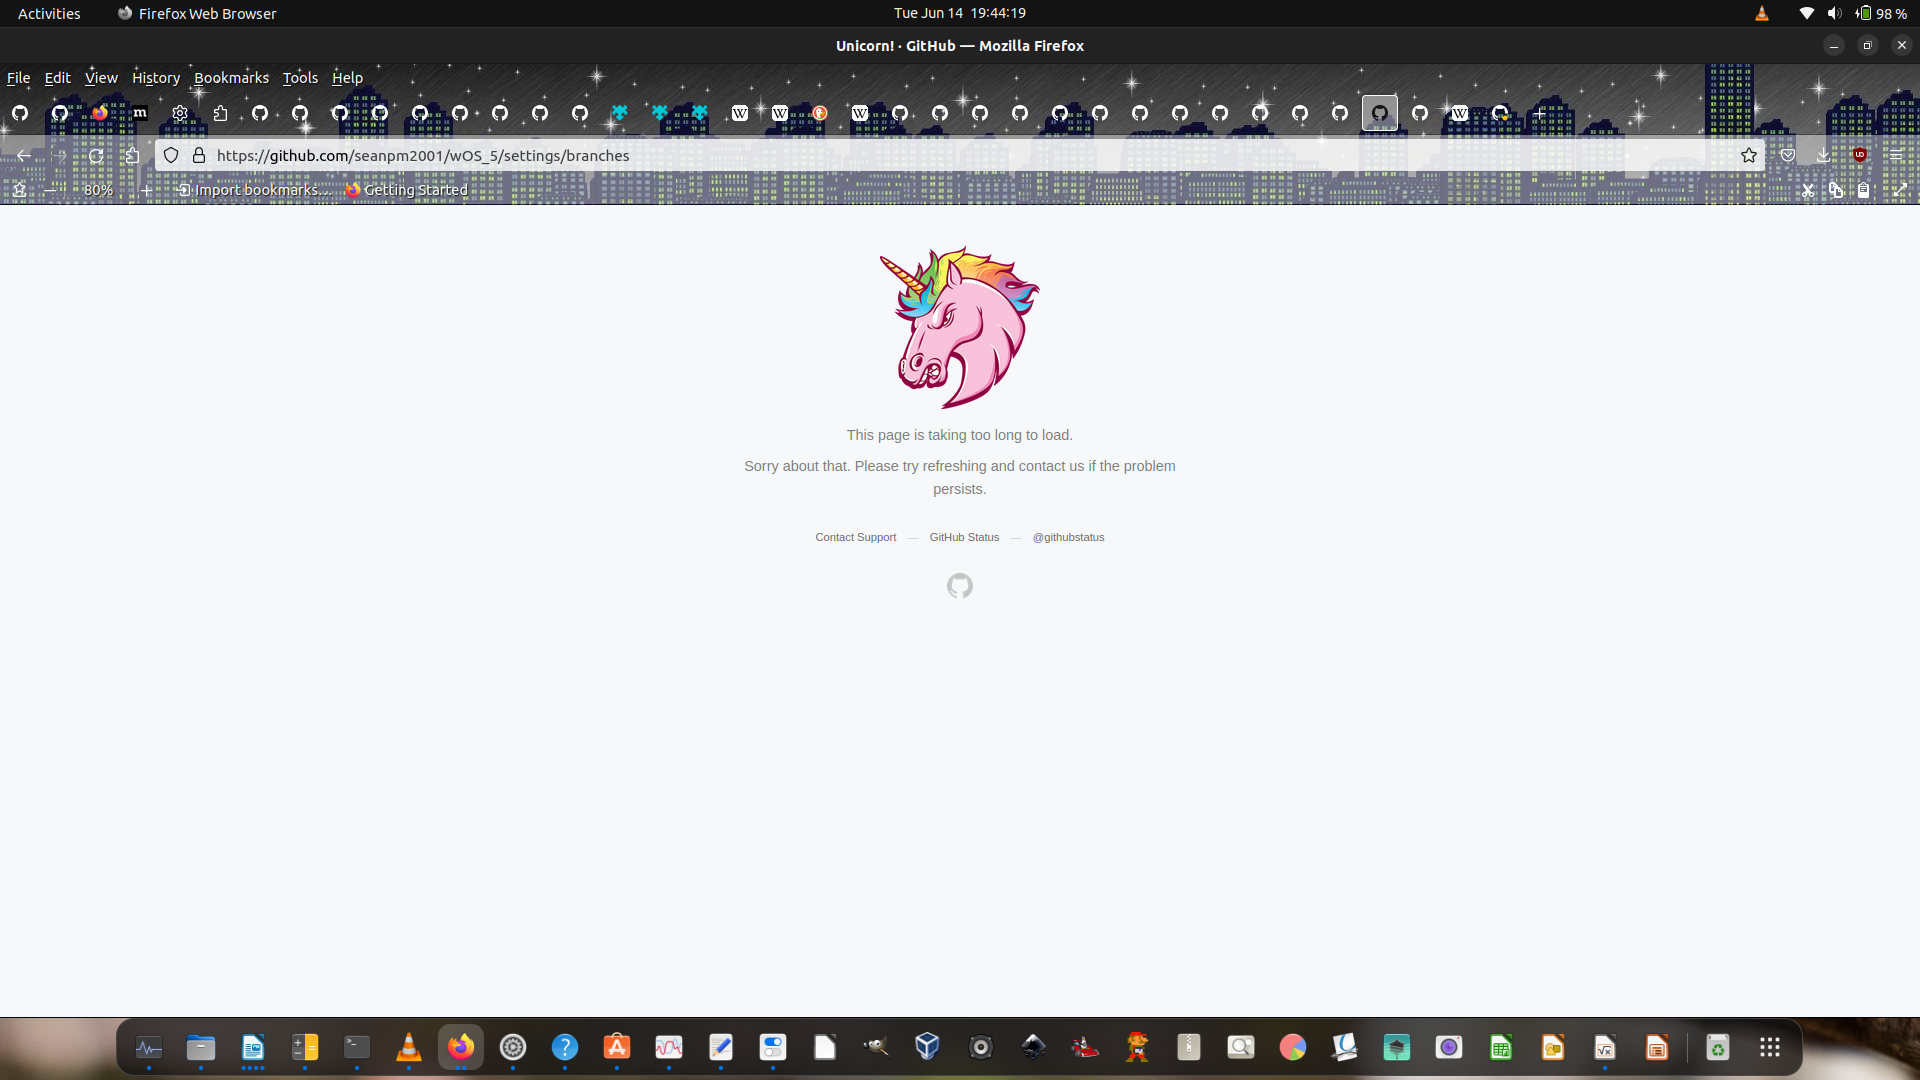 Activities
Firefox Web Browser
Tue Jun 14 19:44:19
98 %
Unicorn! · GitHub — Mozilla Firefox
File Edit View History Bookmarks Tools Help
https://github.com/seanpm2001/wOS_5/settings/branches
80%
Import bookmarks...
Getting Started
This page is taking too long to load.
Sorry about that. Please try refreshing and contact us if the problem
persists.
Contact Support — GitHub Status — @githubstatus